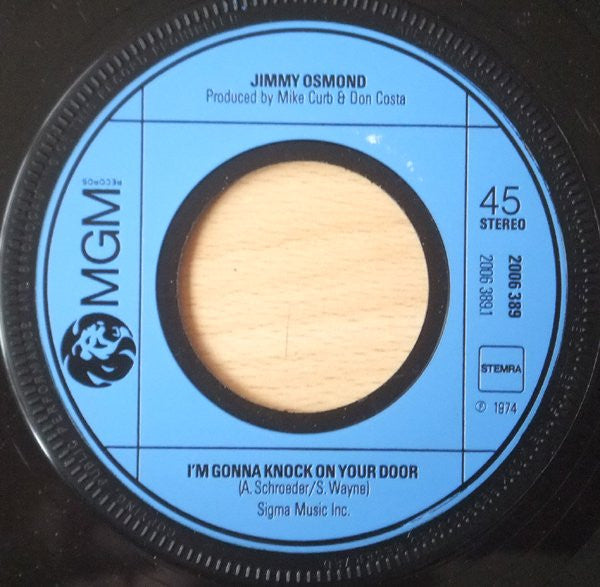 JIMMY OSMOND
Produced by Mike Curb & Don Costa
MGM
RECORDS
45
STEREO
2006 389
2006 389.1
STEMRA
℗ 1974
I'M GONNA KNOCK ON YOUR DOOR
(A. Schroeder/S. Wayne)
Sigma Music Inc.